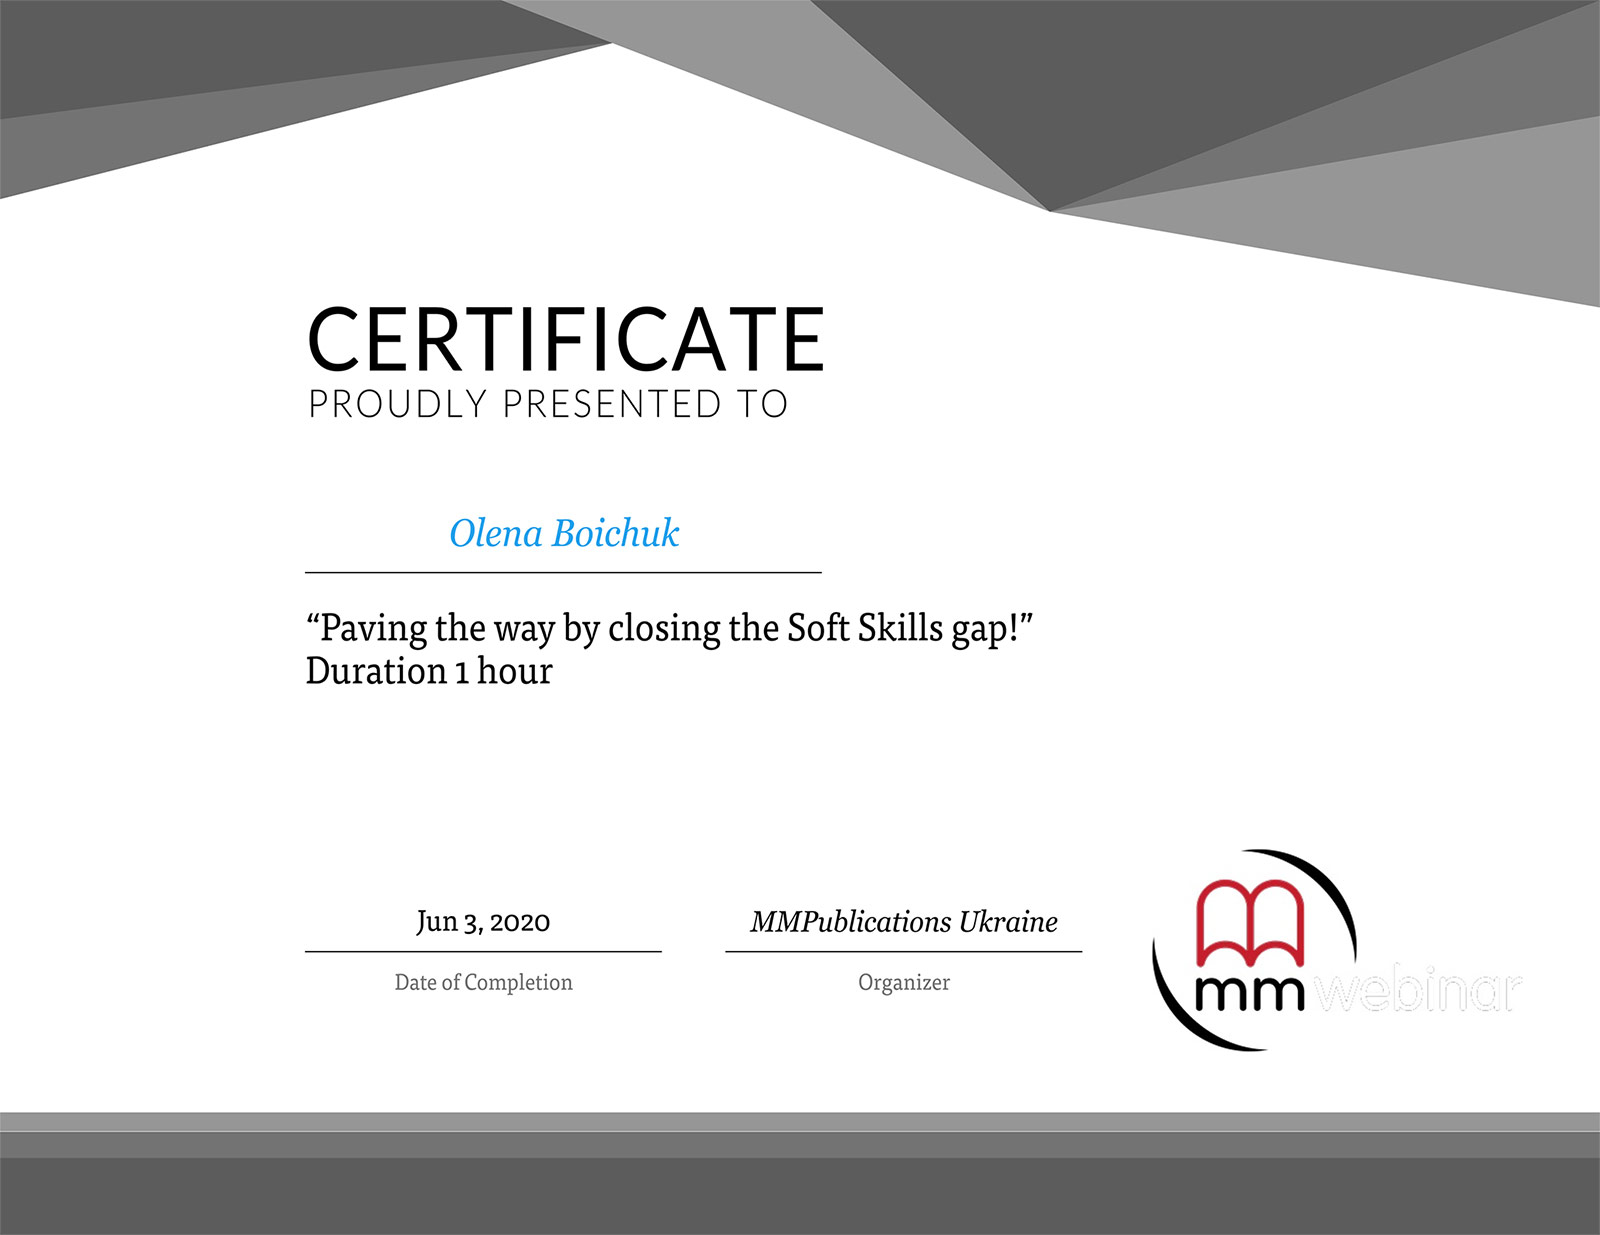 CERTIFICATE
PROUDLY PRESENTED TO
Olena Boichuk
“Paving the way by closing the Soft Skills gap!”
Duration 1 hour
Jun 3, 2020
Date of Completion
MMPublications Ukraine
Organizer
mm webinar